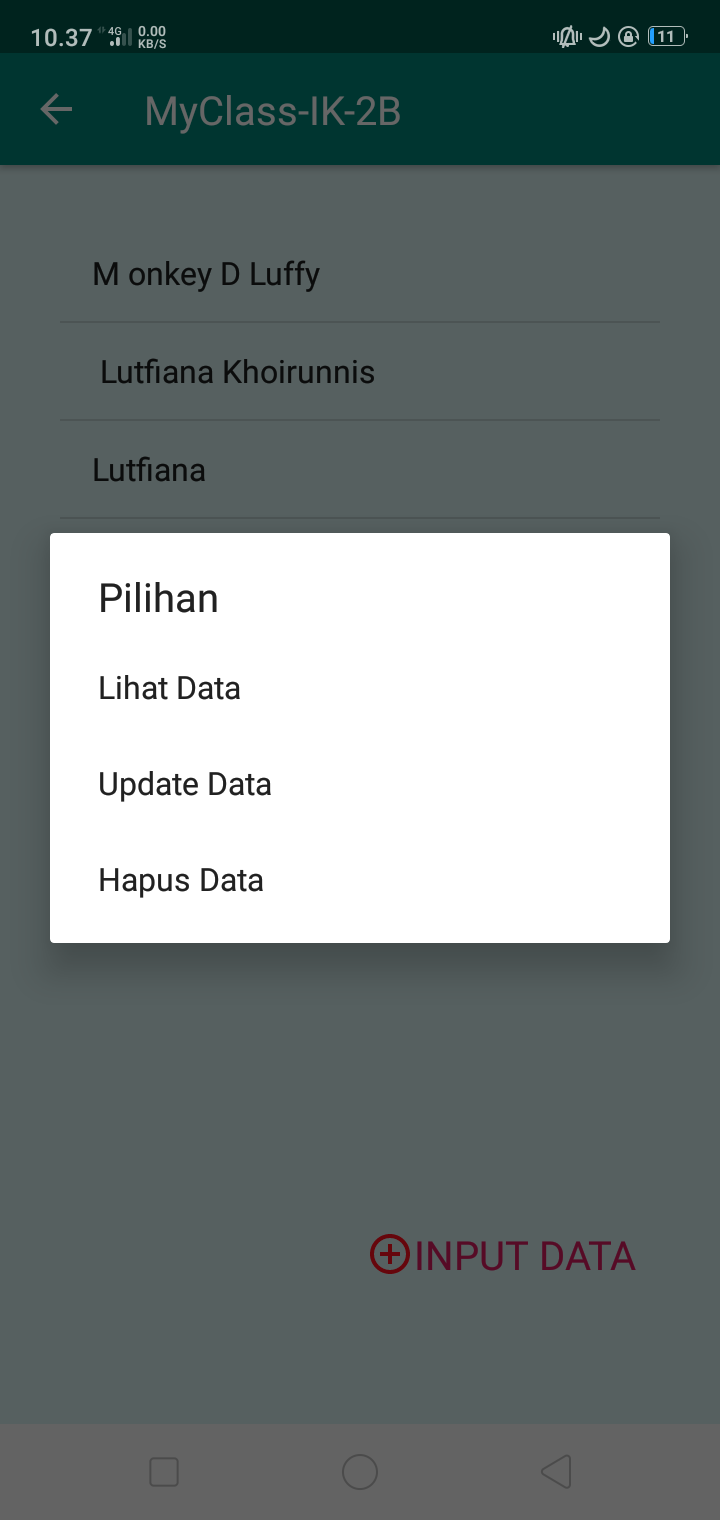 10.37 4G 0.00 KB/S 11
MyClass-IK-2B
M onkey D Luffy
Lutfiana Khoirunnis
Lutfiana
Pilihan
Lihat Data
Update Data
Hapus Data
INPUT DATA